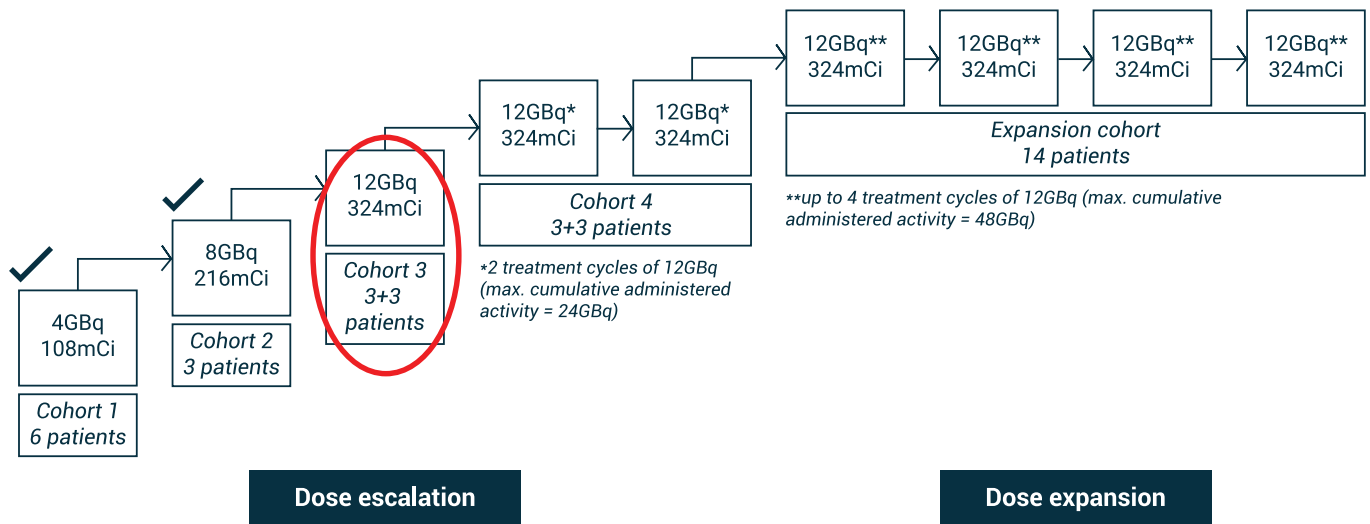 4GBq
108mCi
Cohort 1
6 patients
8GBq
216mCi
Cohort 2
3 patients
12GBq
324mCi
Cohort 3
3+3
patients
12GBq*
324mCi
12GBq*
324mCi
Cohort 4
3+3 patients
*2 treatment cycles of 12GBq
(max. cumulative administered
activity = 24GBq)
12GBq**
324mCi
12GBq**
324mCi
12GBq**
324mCi
12GBq**
324mCi
Expansion cohort
14 patients
**up to 4 treatment cycles of 12GBq (max. cumulative
administered activity = 48GBq)
Dose escalation
Dose expansion